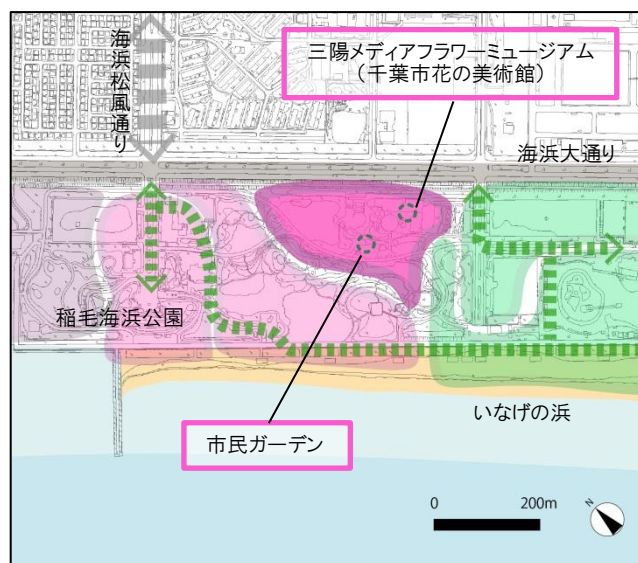 海浜松風通り
三陽メディアフラワーミュージアム
（千葉市花の美術館）
海浜大通り
稲毛海浜公園
いなげの浜
市民ガーデン
0 200m
N